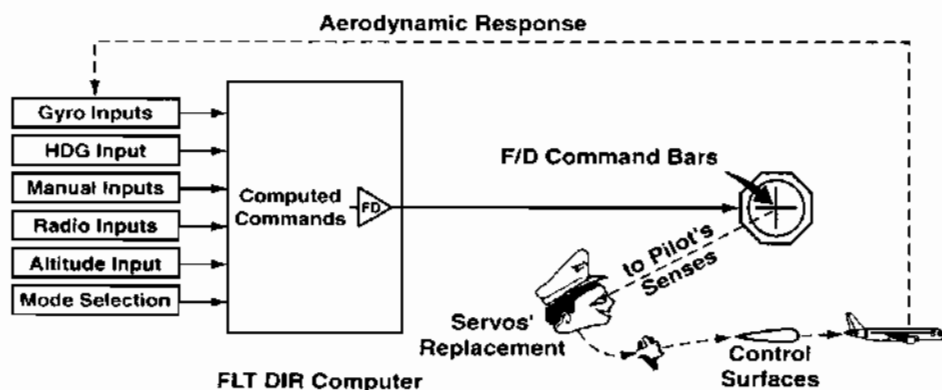 Aerodynamic Response
Gyro Inputs
HDG Input
Manual Inputs
Radio Inputs
Altitude Input
Mode Selection
Computed
Commands
FD
F/D Command Bars
to Pilot's
Senses
Servos'
Replacement
Control
Surfaces
FLT DIR Computer